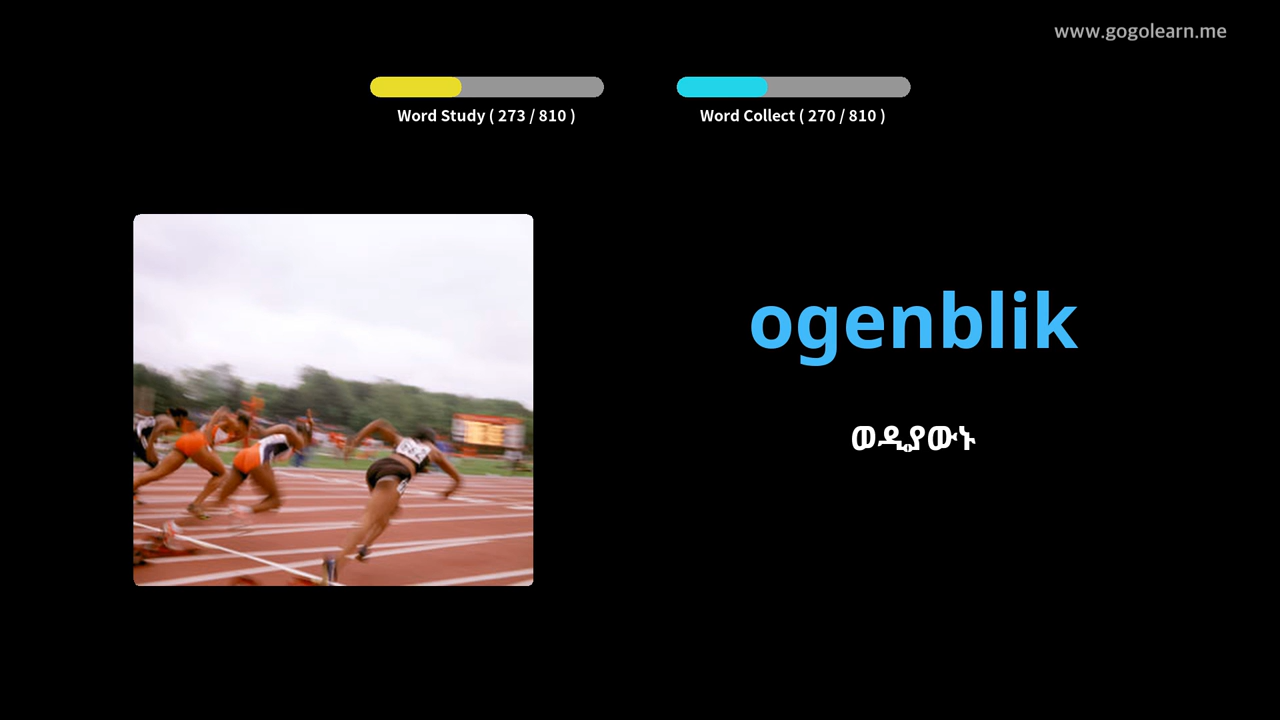 www.gogolearn.me
Word Study ( 273 / 810 )
Word Collect ( 270 / 810 )
ogenblik
ወዲያውኑ